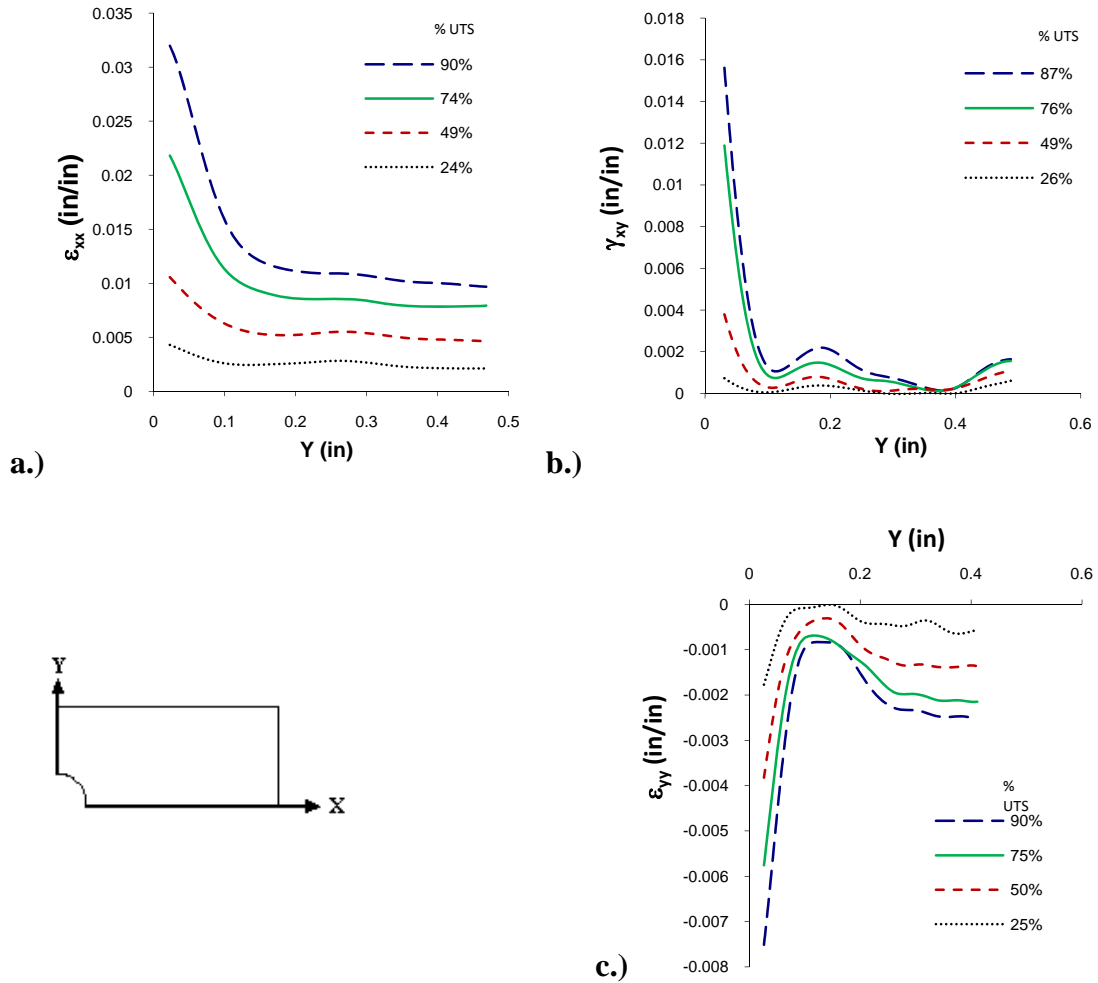 0.035
0.03
0.025
0.02
0.015
0.01
0.005
0
0 0.1 0.2 0.3 0.4 0.5
εxx (in/in)
Y (in)
% UTS
90%
74%
49%
24%
a.)
0.018
0.016
0.014
0.012
0.01
0.008
0.006
0.004
0.002
0
0 0.2 0.4 0.6
γxy (in/in)
Y (in)
% UTS
87%
76%
49%
26%
b.)
Y
X
Y (in)
0 0.2 0.4 0.6
0
-0.001
-0.002
-0.003
-0.004
-0.005
-0.006
-0.007
-0.008
εyy (in/in)
%
UTS
90%
75%
50%
25%
c.)